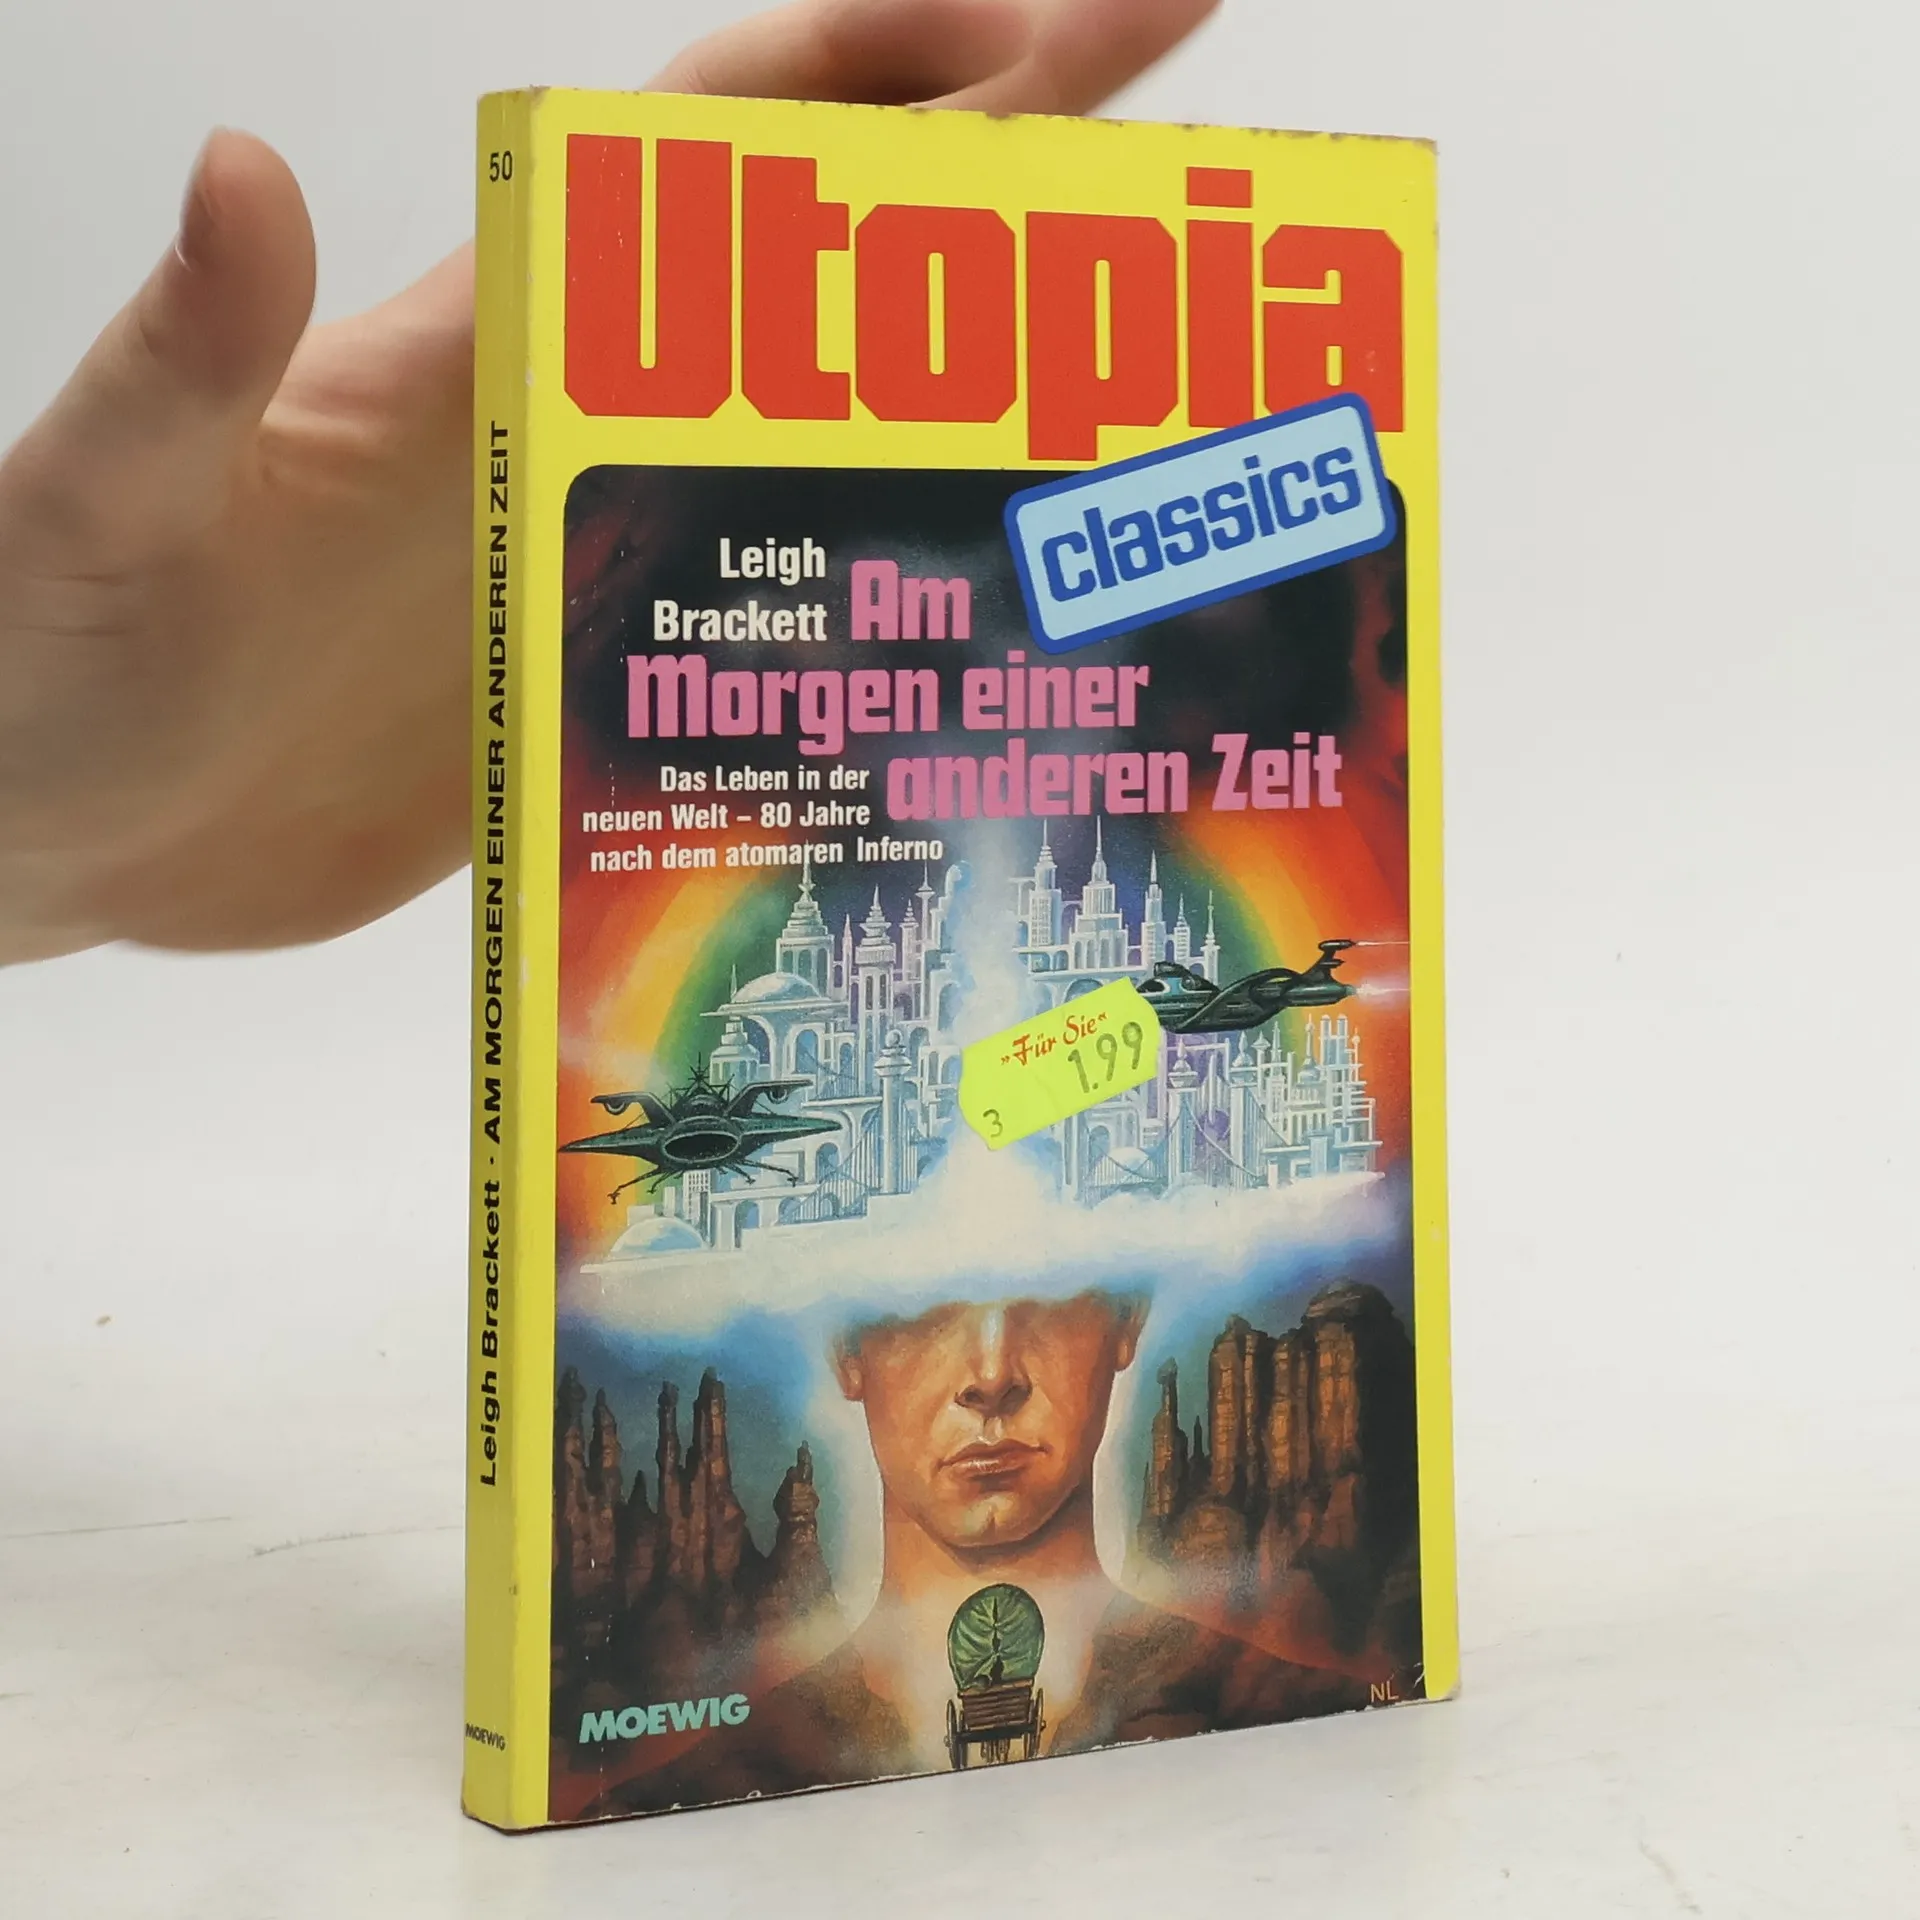 50
Leigh Brackett · AM MORGEN EINER ANDEREN ZEIT
MOEWIG
Utopia
classics
Leigh
Brackett
Am
Morgen einer
anderen Zeit
Das Leben in der
neuen Welt – 80 Jahre
nach dem atomaren Inferno
»Für Sie«
1.99
3
MOEWIG
NL